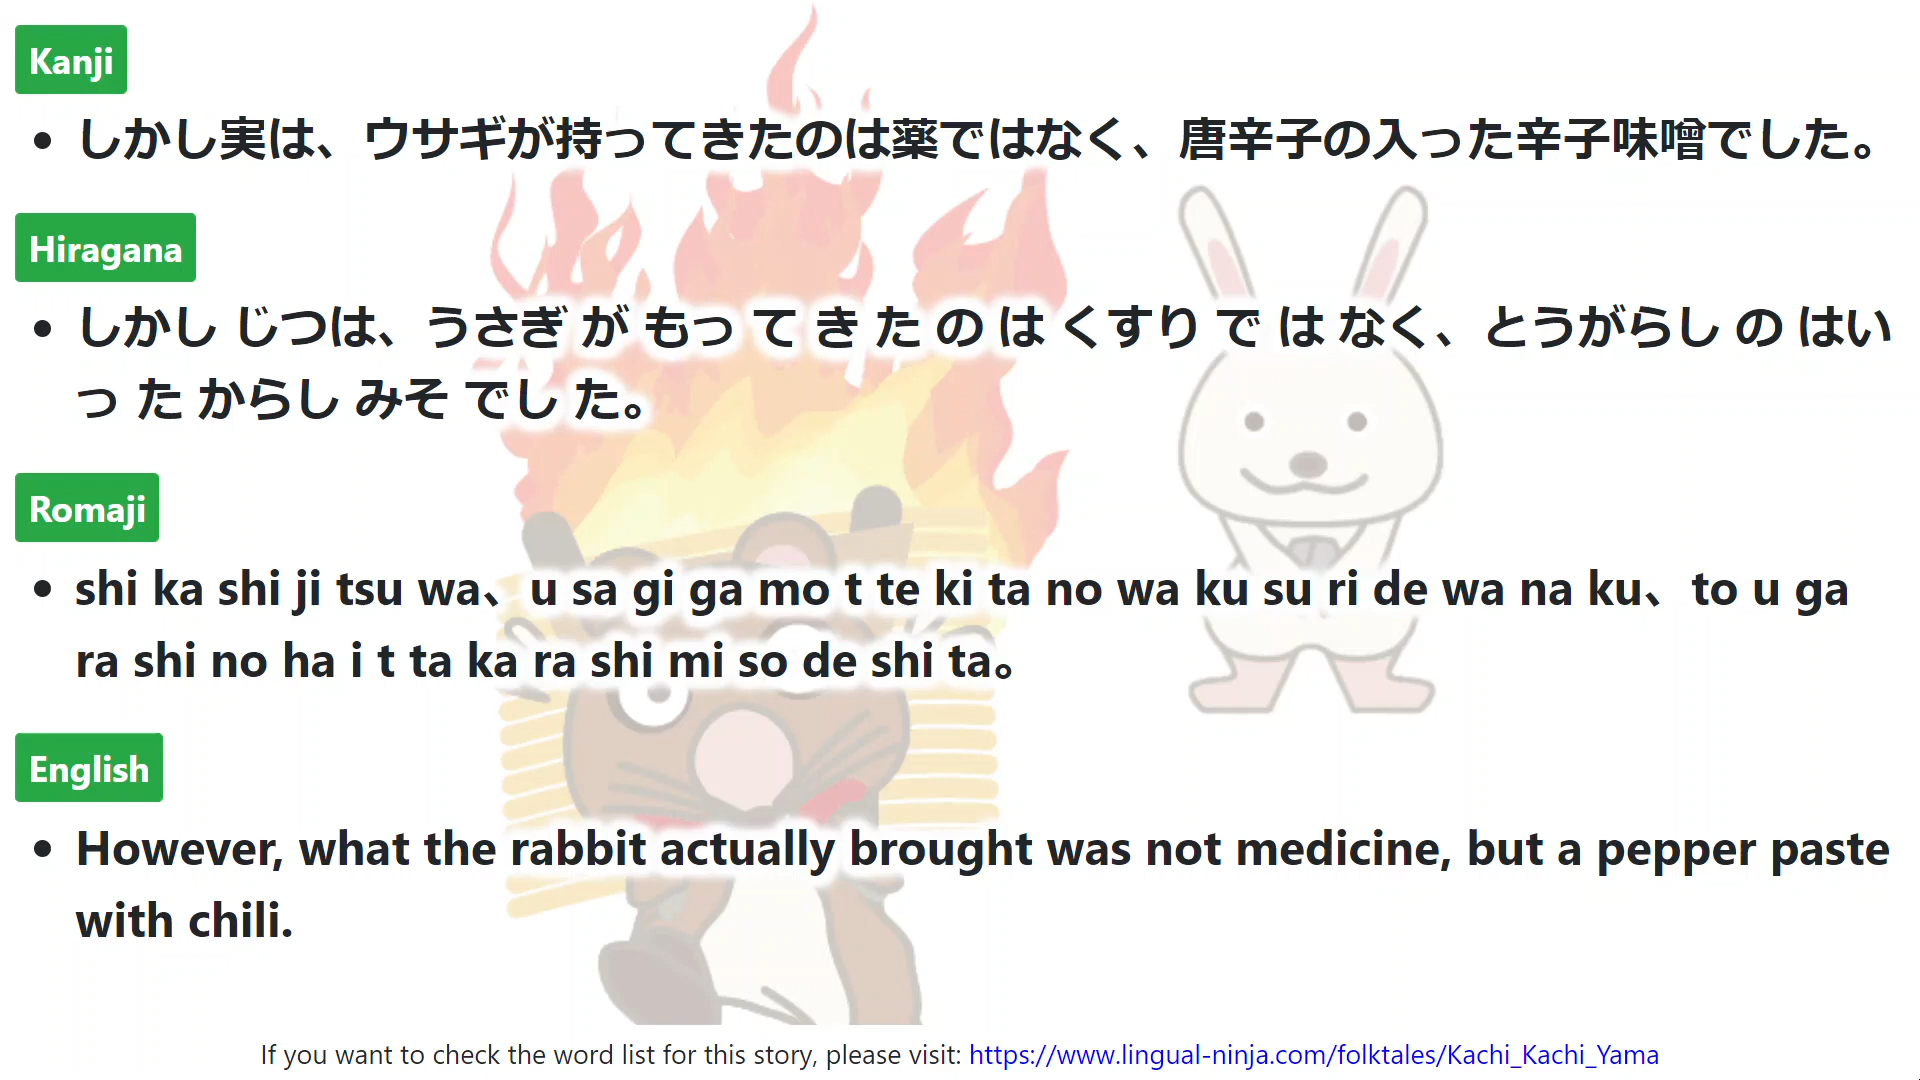 Kanji
しかし実は、ウサギが持ってきたのは薬ではなく、唐辛子の入った辛子味噌でした。
Hiragana
しかし じつは、うさぎ が もっ て き た の は くすり で は なく、とうがらし の はい
っ た からし みそ でし た。
Romaji
shi ka shi ji tsu wa、u sa gi ga mo t te ki ta no wa ku su ri de wa na ku、to u ga
ra shi no ha i t ta ka ra shi mi so de shi ta。
English
However, what the rabbit actually brought was not medicine, but a pepper paste
with chili.
If you want to check the word list for this story, please visit: https://www.lingual-ninja.com/folktales/Kachi_Kachi_Yama